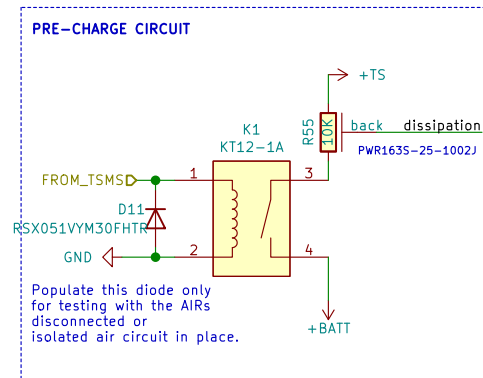 PRE-CHARGE CIRCUIT
+TS
R55
10K
back
dissipation
PWR163S-25-1002J
K1
KT12-1A
FROM_TSMS
1
3
D11
RSX051VYM30FHTR
GND
2
4
Populate this diode only
for testing with the AIRs
disconnected or
isolated air circuit in place.
+BATT